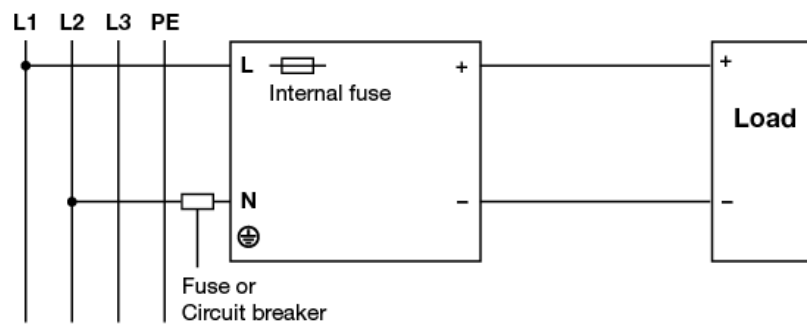 L1 L2 L3 PE
L
Internal fuse
+
+
Load
N
−
−
Fuse or
Circuit breaker